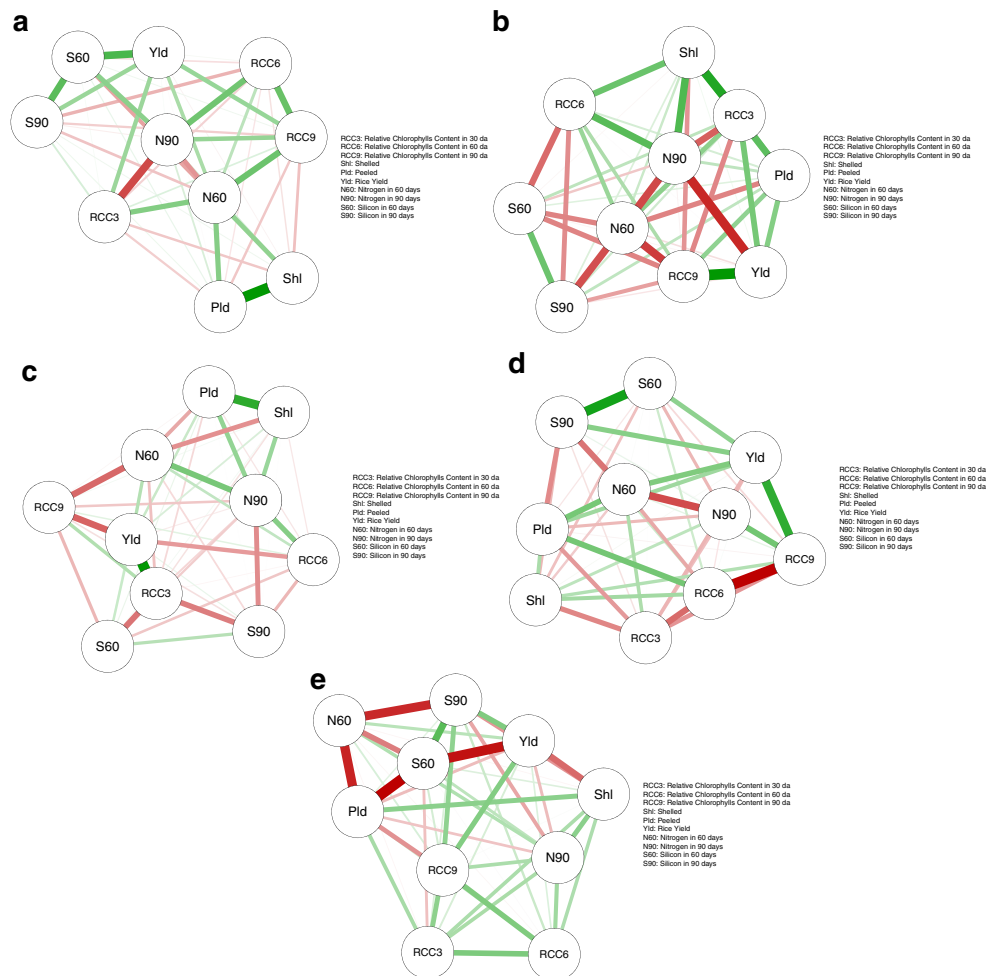 a
S60
Yld
RCC6
S90
N90
RCC9
RCC3
N60
Shl
Pld
RCC3: Relative Chlorophylls Content in 30 da
RCC6: Relative Chlorophylls Content in 60 da
RCC9: Relative Chlorophylls Content in 90 da
Shl: Shelled
Pld: Peeled
Yld: Rice Yield
N60: Nitrogen in 60 days
N90: Nitrogen in 90 days
S60: Silicon in 60 days
S90: Silicon in 90 days
b
Shl
RCC6
RCC3
N90
Pld
S60
N60
RCC9
Yld
S90
RCC3: Relative Chlorophylls Content in 30 da
RCC6: Relative Chlorophylls Content in 60 da
RCC9: Relative Chlorophylls Content in 90 da
Shl: Shelled
Pld: Peeled
Yld: Rice Yield
N60: Nitrogen in 60 days
N90: Nitrogen in 90 days
S60: Silicon in 60 days
S90: Silicon in 90 days
c
Pld
Shl
N60
N90
RCC9
Yld
RCC6
RCC3
S60
S90
RCC3: Relative Chlorophylls Content in 30 da
RCC6: Relative Chlorophylls Content in 60 da
RCC9: Relative Chlorophylls Content in 90 da
Shl: Shelled
Pld: Peeled
Yld: Rice Yield
N60: Nitrogen in 60 days
N90: Nitrogen in 90 days
S60: Silicon in 60 days
S90: Silicon in 90 days
d
S60
S90
Yld
N60
N90
Pld
RCC9
Shl
RCC6
RCC3
RCC3: Relative Chlorophylls Content in 30 da
RCC6: Relative Chlorophylls Content in 60 da
RCC9: Relative Chlorophylls Content in 90 da
Shl: Shelled
Pld: Peeled
Yld: Rice Yield
N60: Nitrogen in 60 days
N90: Nitrogen in 90 days
S60: Silicon in 60 days
S90: Silicon in 90 days
e
S90
N60
Yld
S60
Shl
Pld
N90
RCC9
RCC3
RCC6
RCC3: Relative Chlorophylls Content in 30 da
RCC6: Relative Chlorophylls Content in 60 da
RCC9: Relative Chlorophylls Content in 90 da
Shl: Shelled
Pld: Peeled
Yld: Rice Yield
N60: Nitrogen in 60 days
N90: Nitrogen in 90 days
S60: Silicon in 60 days
S90: Silicon in 90 days